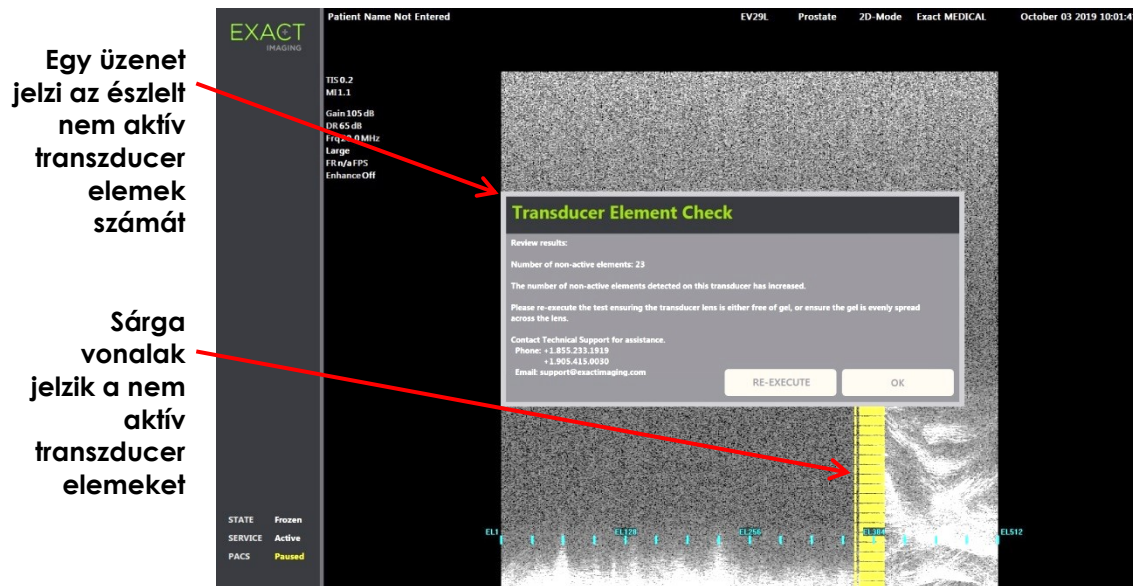 Egy üzenet
jelzi az észlelt
nem aktív
transzducer
elemek
számát
Sárga
vonalak
jelzik a nem
aktív
transzducer
elemeket
EXACT
IMAGING
Patient Name Not Entered
EV29L Prostate 2D-Mode Exact MEDICAL October 03 2019 10:01:4
TIS 0.2
MI 1.1
Gain 105 dB
DR 65 dB
Frq 29.0 MHz
Large
FR n/a FPS
Enhance Off
Transducer Element Check
Review results:
Number of non-active elements: 23
The number of non-active elements detected on this transducer has increased.
Please re-execute the test ensuring the transducer lens is either free of gel, or ensure the gel is evenly spread
across the lens.
Contact Technical Support for assistance.
Phone: +1.855.233.1919
+1.905.415.0030
Email: support@exactimaging.com
RE-EXECUTE OK
STATE Frozen
SERVICE Active
PACS Paused
EL1 EL128 EL256 EL384 EL512